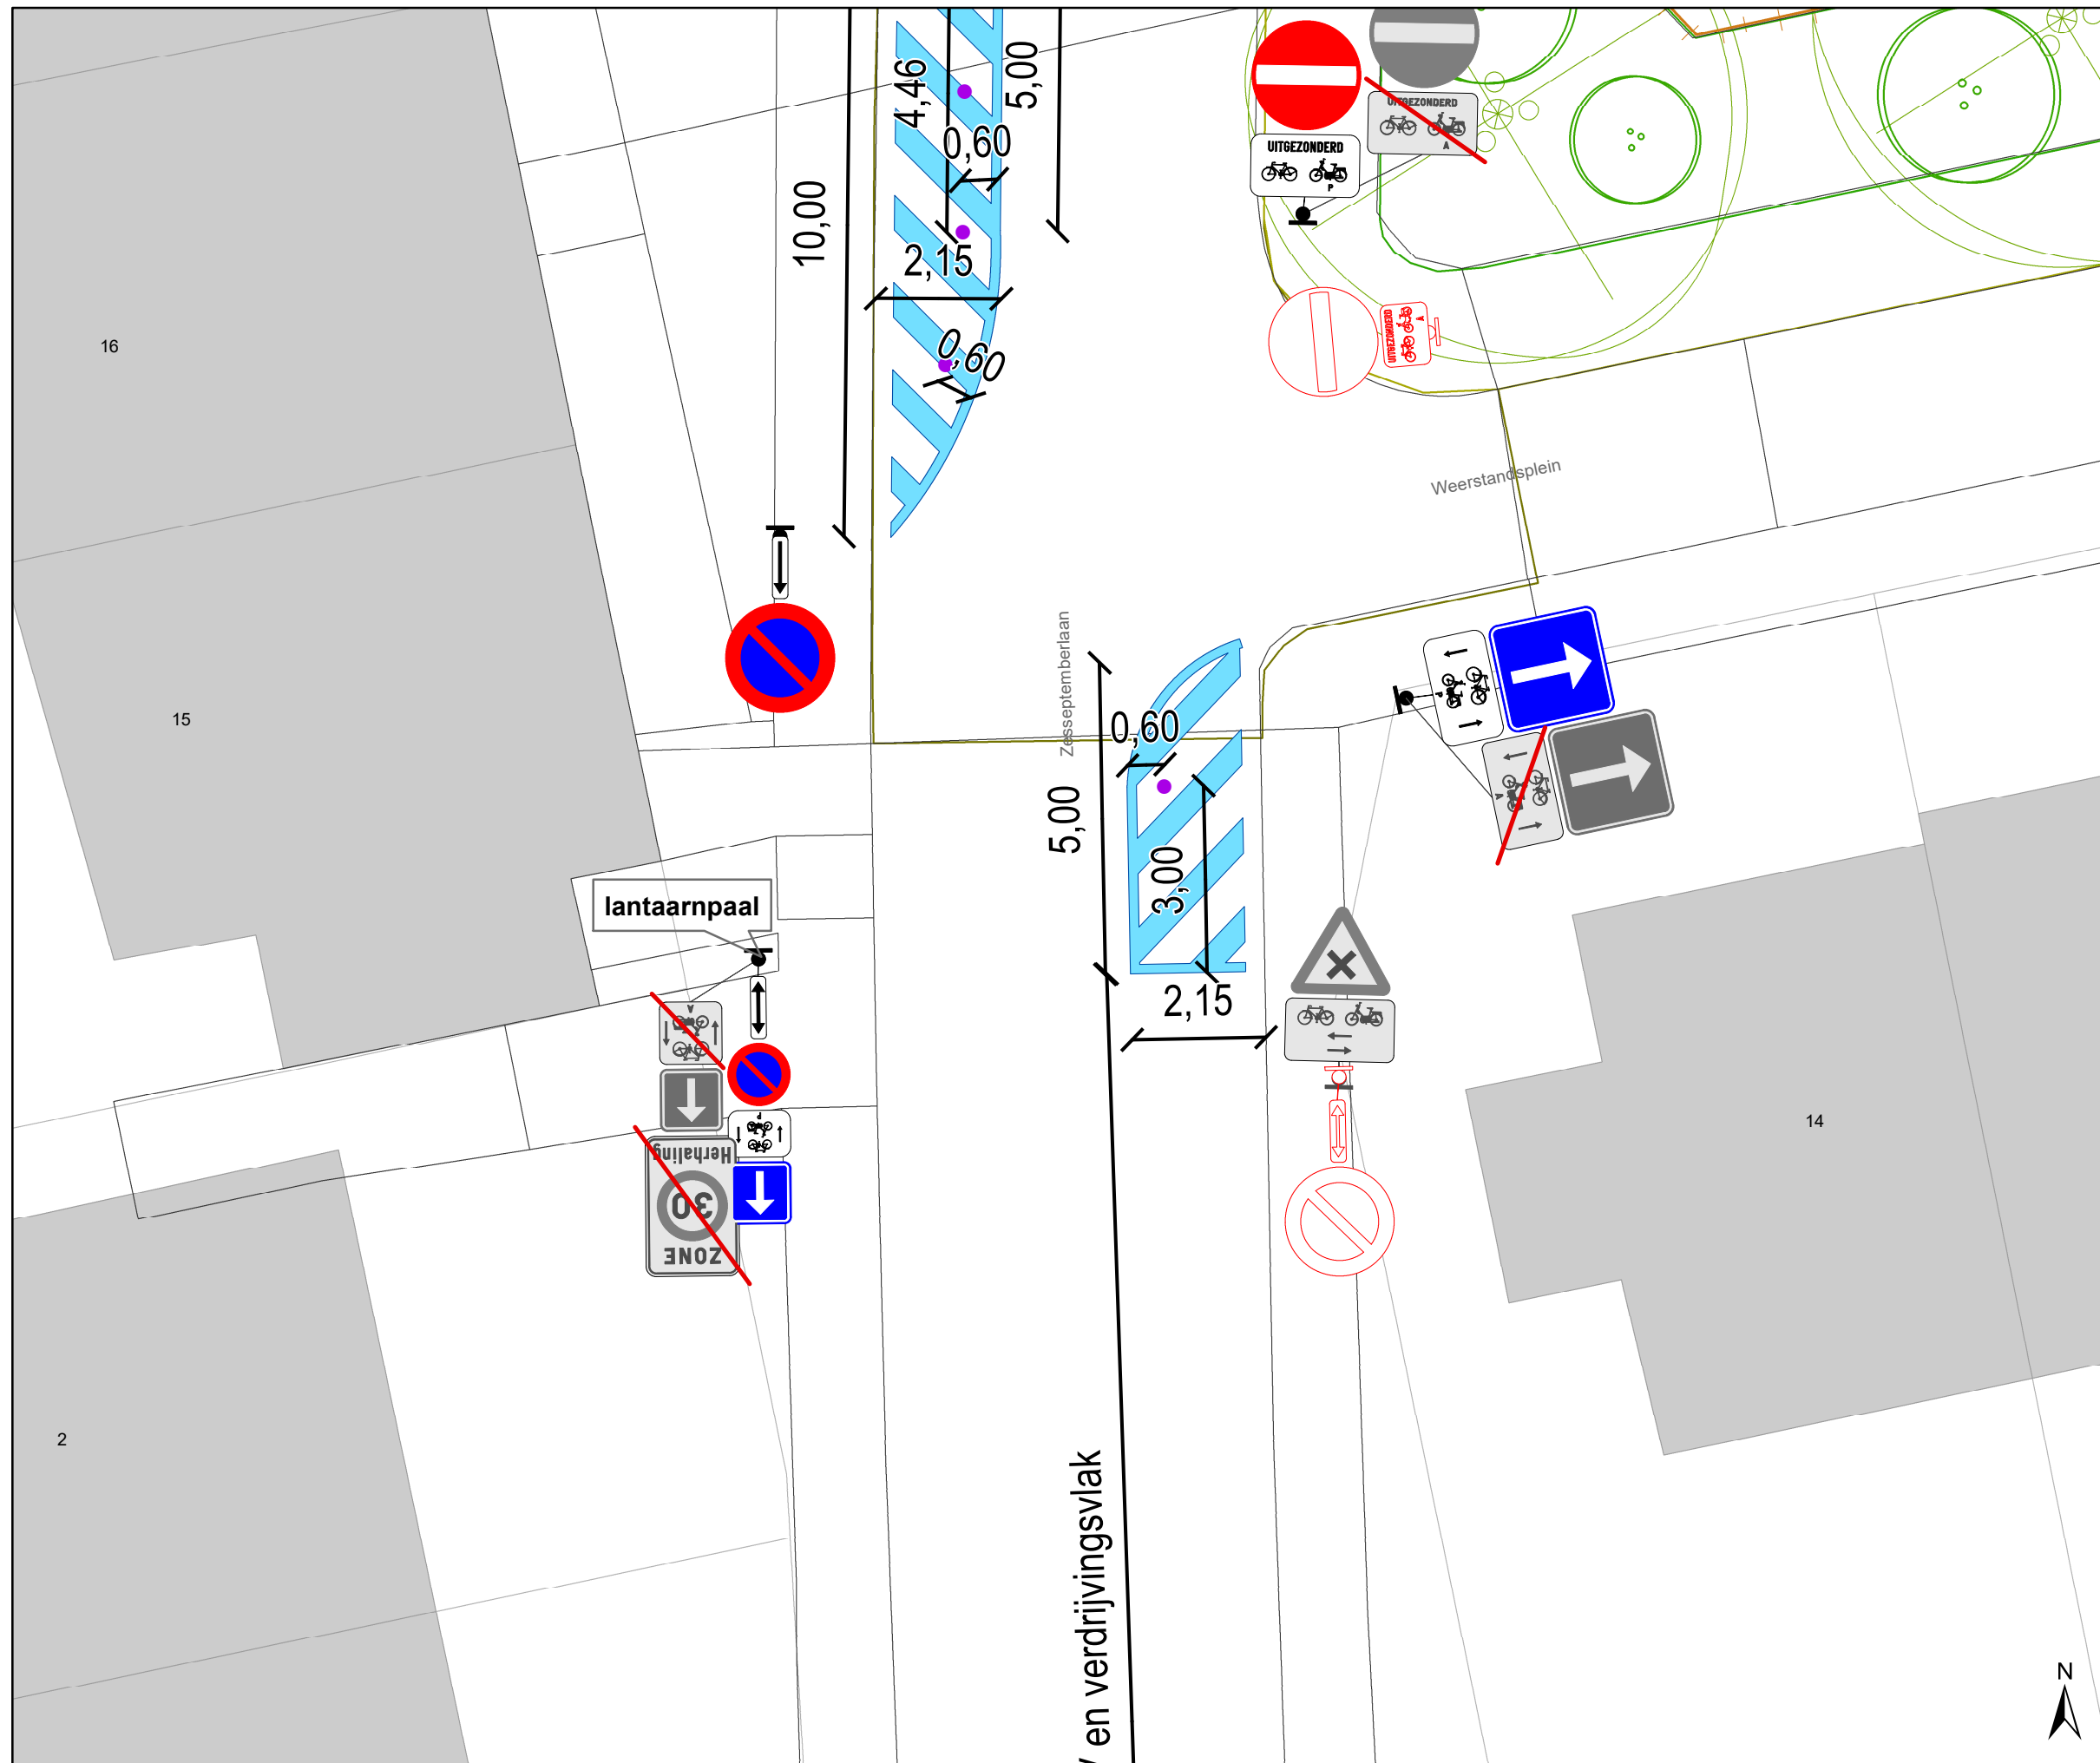 4,46
5,00
0,60
10,00
2,15
0,60
UITGEZONDERD
P
UITGEZONDERD
A
UITGEZONDERD
A
16
Weerstandsplein
15
Zesseptemberlaan
0,60
5,00
3,00
2,15
P
A
lantaarnpaal
A
P
Herhaling
30
ZONE
14
2
en verdrijvingsvlak
N